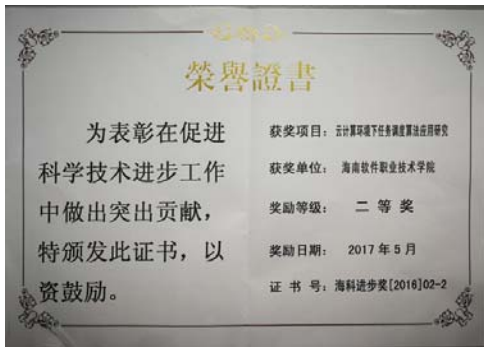 榮譽證書
为表彰在促进
科学技术进步工作
中做出突出贡献，
特颁发此证书，以
资鼓励。
获奖项目：云计算环境下任务调度算法应用研究
获奖单位：海南软件职业技术学院
奖励等级：二等奖
奖励日期：2017年5月
证书号：海科进步奖[2016]02-2